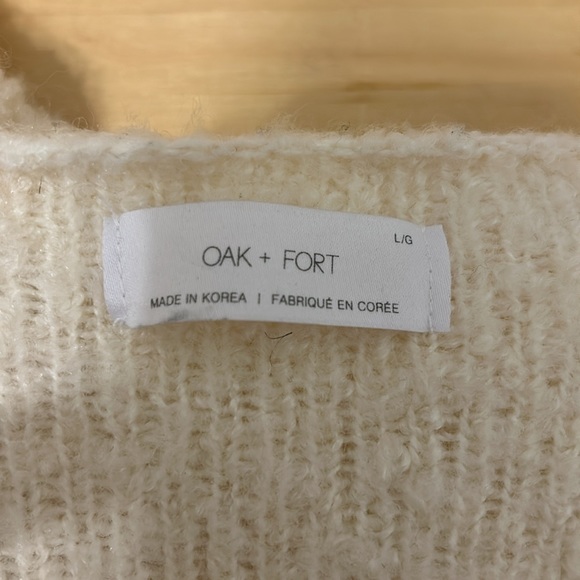 L/G
OAK + FORT
MADE IN KOREA | FABRIQUÉ EN CORÉE